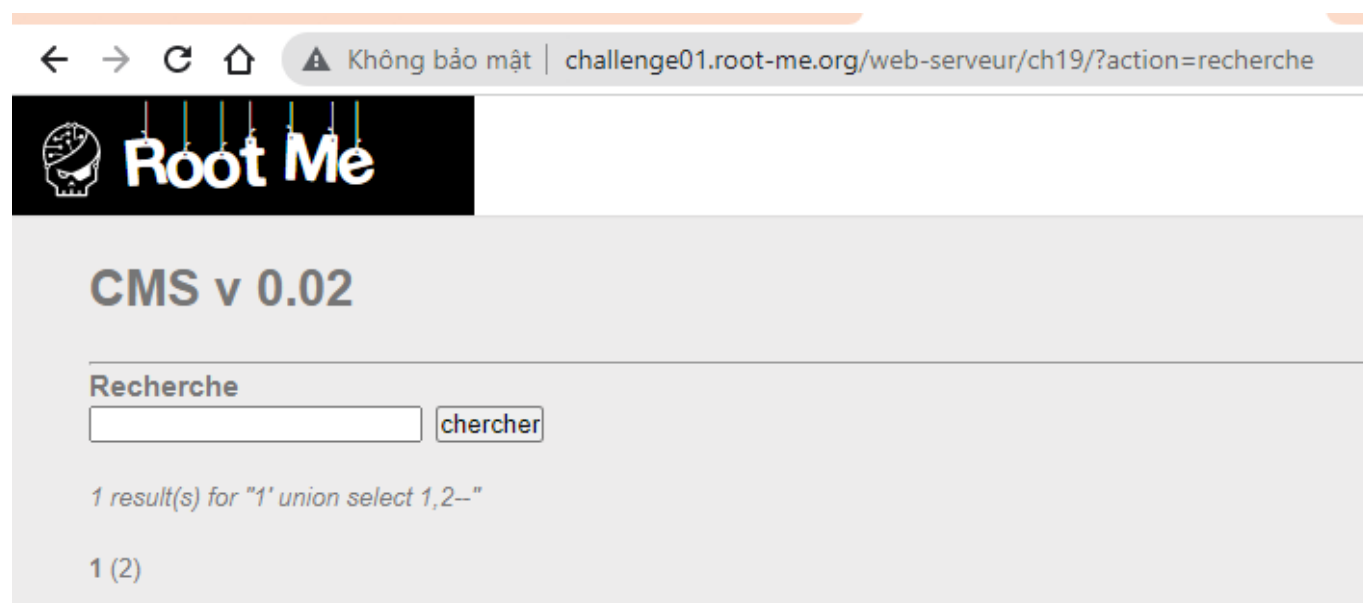 Không bảo mật | challenge01.root-me.org/web-serveur/ch19/?action=recherche
Root Me
CMS v 0.02
Recherche
chercher
1 result(s) for "1' union select 1,2--"
1 (2)